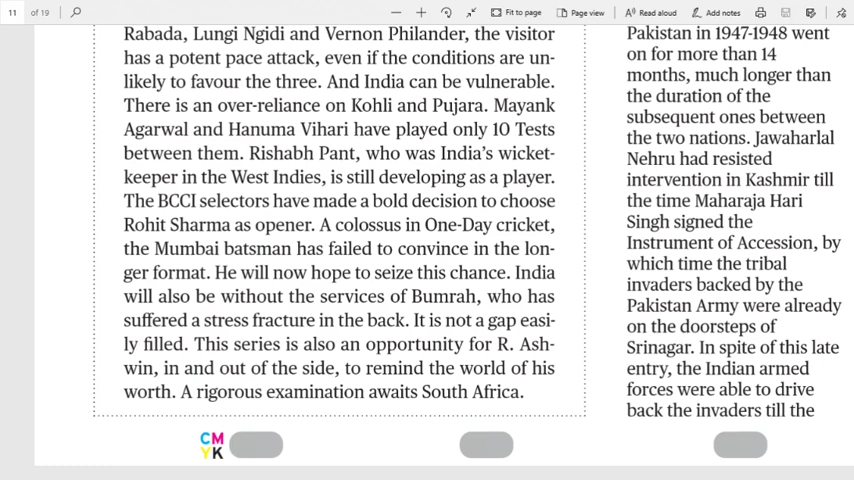 11 of 19 Fit to page Page view Read aloud Add notes
Rabada, Lungi Ngidi and Vernon Philander, the visitor
has a potent pace attack, even if the conditions are un-
likely to favour the three. And India can be vulnerable.
There is an over-reliance on Kohli and Pujara. Mayank
Agarwal and Hanuma Vihari have played only 10 Tests
between them. Rishabh Pant, who was India’s wicket-
keeper in the West Indies, is still developing as a player.
The BCCI selectors have made a bold decision to choose
Rohit Sharma as opener. A colossus in One-Day cricket,
the Mumbai batsman has failed to convince in the lon-
ger format. He will now hope to seize this chance. India
will also be without the services of Bumrah, who has
suffered a stress fracture in the back. It is not a gap easi-
ly filled. This series is also an opportunity for R. Ash-
win, in and out of the side, to remind the world of his
worth. A rigorous examination awaits South Africa.
Pakistan in 1947-1948 went
on for more than 14
months, much longer than
the duration of the
subsequent ones between
the two nations. Jawaharlal
Nehru had resisted
intervention in Kashmir till
the time Maharaja Hari
Singh signed the
Instrument of Accession, by
which time the tribal
invaders backed by the
Pakistan Army were already
on the doorsteps of
Srinagar. In spite of this late
entry, the Indian armed
forces were able to drive
back the invaders till the
CM
YK